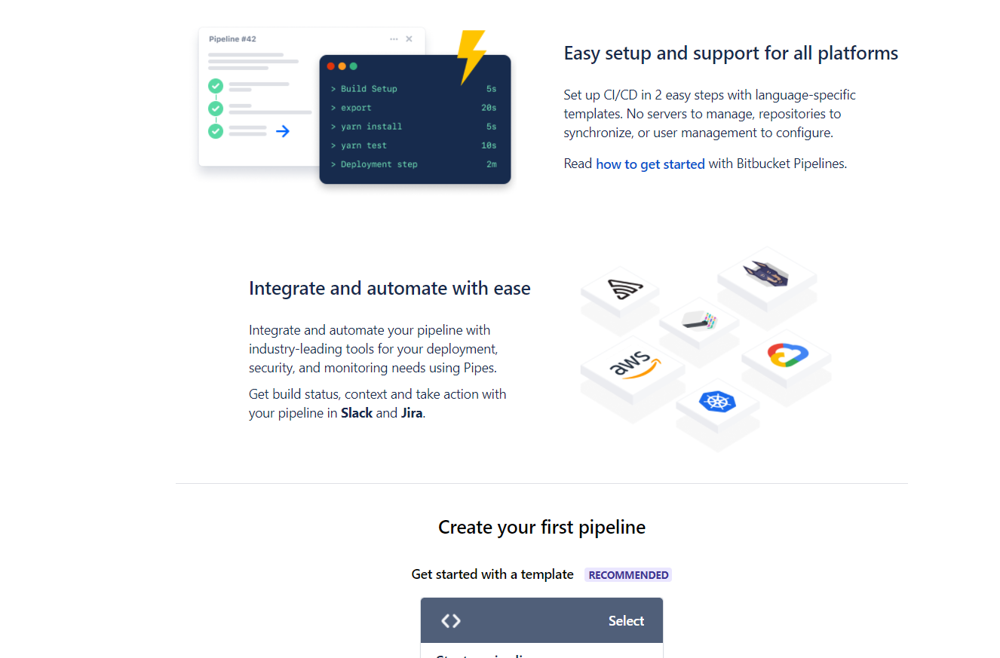 Pipeline #42
> Build Setup 5s
> export 20s
> yarn install 5s
> yarn test 10s
> Deployment step 2m
Easy setup and support for all platforms
Set up CI/CD in 2 easy steps with language-specific
templates. No servers to manage, repositories to
synchronize, or user management to configure.
Read how to get started with Bitbucket Pipelines.
Integrate and automate with ease
Integrate and automate your pipeline with
industry-leading tools for your deployment,
security, and monitoring needs using Pipes.
Get build status, context and take action with
your pipeline in Slack and Jira.
aws
Create your first pipeline
Get started with a template RECOMMENDED
Select